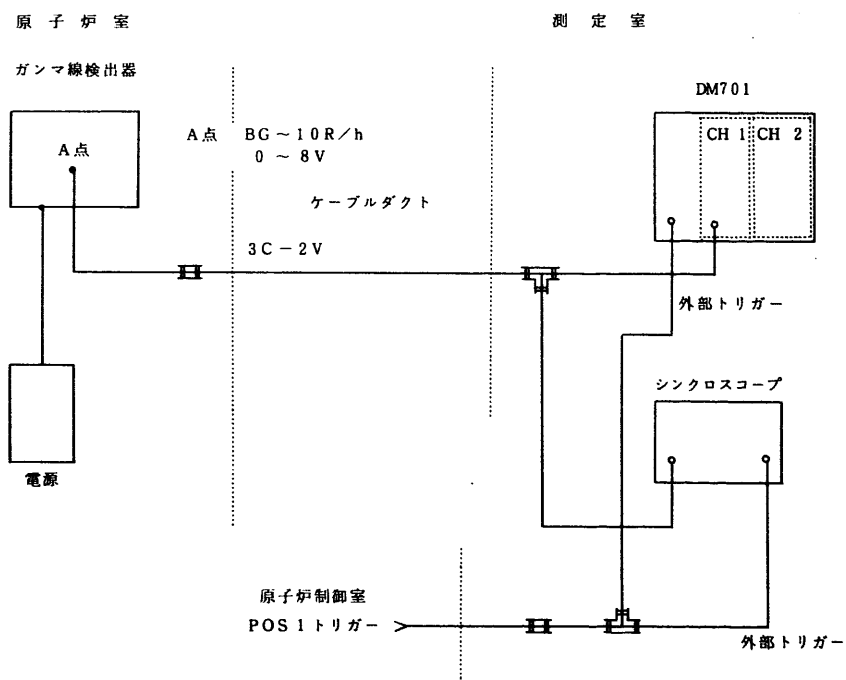 原子炉室
測定室
ガンマ線検出器
DM701
A点
A点 BG～10R/h
0～8V
CH 1 CH 2
ケーブルダクト
3C－2V
外部トリガー
シンクロスコープ
電源
原子炉制御室
POS1トリガー
外部トリガー